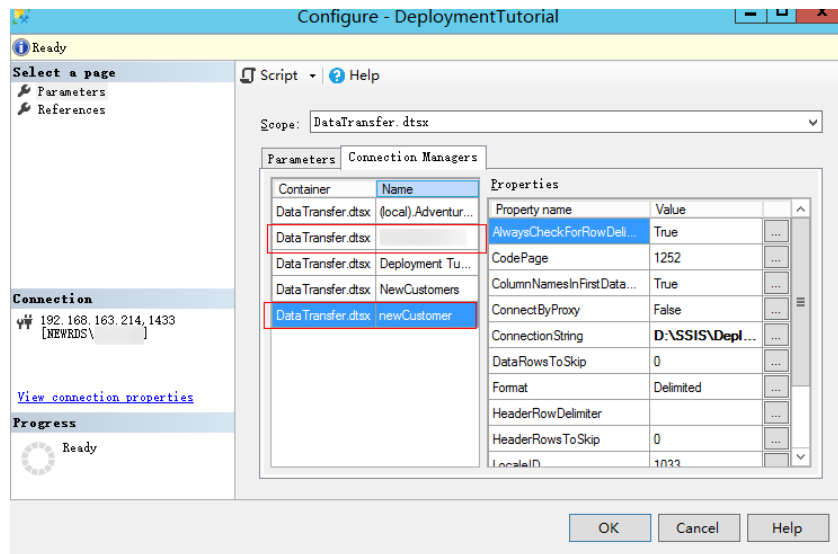 Configure - DeploymentTutorial
Ready
Select a page
Parameters
References
Script
Help
Scope:
DataTransfer.dtsx
Parameters
Connection Managers
Container
Name
DataTransfer.dtsx
(local).Adventur...
DataTransfer.dtsx
DataTransfer.dtsx
Deployment Tu...
DataTransfer.dtsx
NewCustomers
DataTransfer.dtsx
newCustomer
Properties
Property name
Value
AlwaysCheckForRowDeli...
True
...
CodePage
1252
...
ColumnNamesInFirstData...
True
...
ConnectByProxy
False
...
ConnectionString
D:\SSIS\Depl...
...
DataRowsToSkip
0
...
Format
Delimited
...
HeaderRowDelimiter
...
HeaderRowsToSkip
0
...
LocaleID
1033
Connection
192.168.163.214,1433
[NEWRDS\ ]
View connection properties
Progress
Ready
OK
Cancel
Help